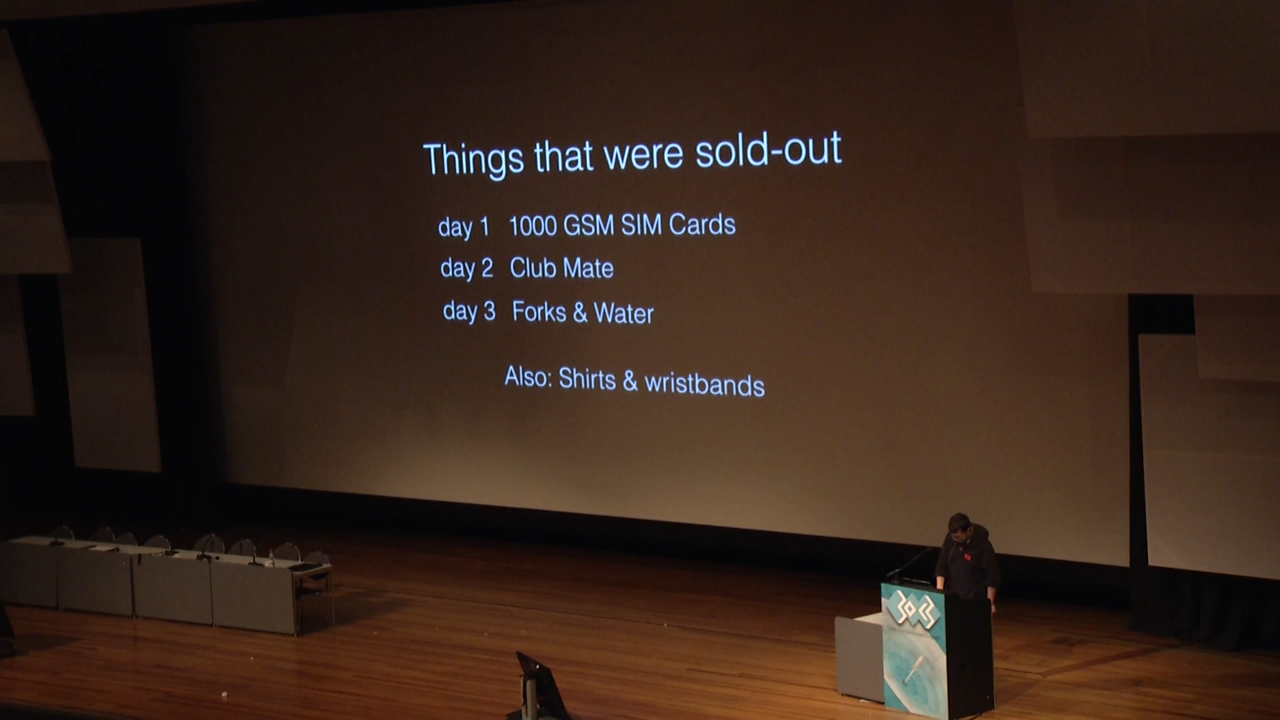 Things that were sold-out
day 1 1000 GSM SIM Cards
day 2 Club Mate
day 3 Forks & Water
Also: Shirts & wristbands
30C3